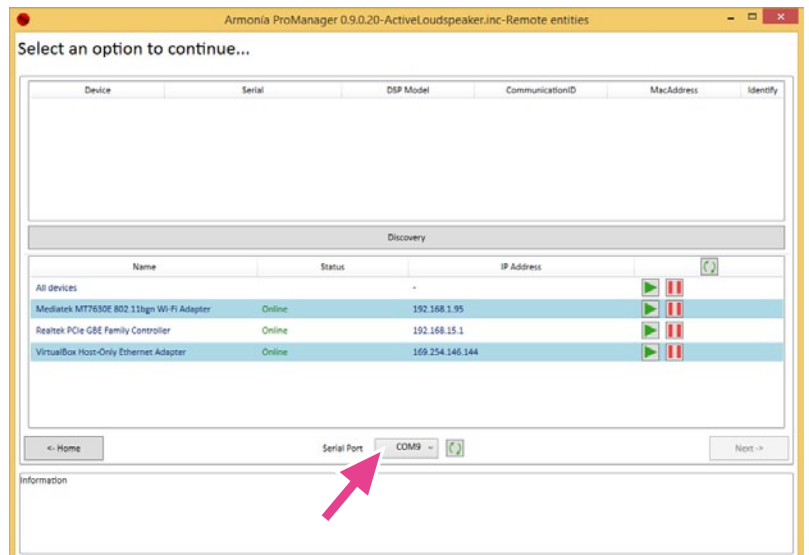 Armonía ProManager 0.9.0.20-ActiveLoudspeaker.inc-Remote entities
Select an option to continue...
Device Serial DSP Model CommunicationID MacAddress Identify
Discovery
Name Status IP Address
All devices -
Mediatek MT7630E 802.11bgn Wi-Fi Adapter Online 192.168.1.95
Realtek PCIe GBE Family Controller Online 192.168.15.1
VirtualBox Host-Only Ethernet Adapter Online 169.254.146.144
<- Home Serial Port COM9 Next ->
Information